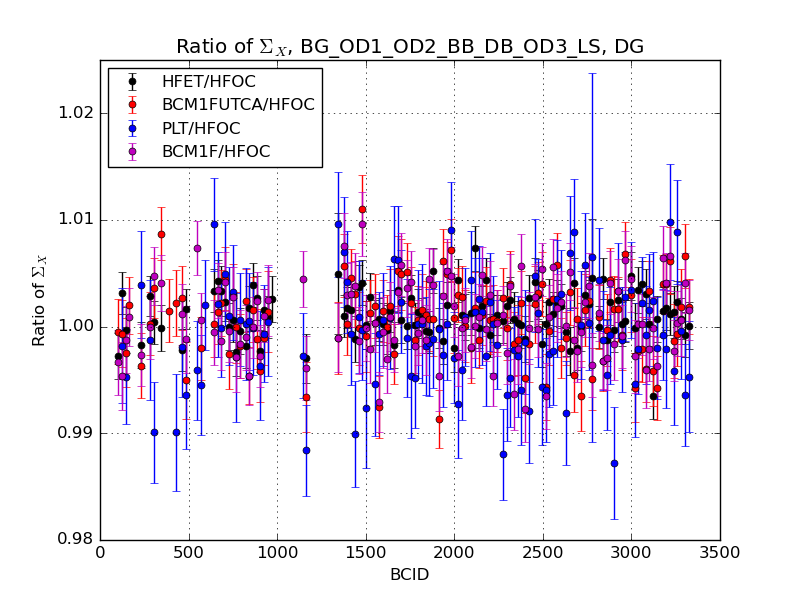 Ratio of Σ_X, BG_OD1_OD2_BB_DB_OD3_LS, DG
HFET/HFOC
BCM1FUTCA/HFOC
PLT/HFOC
BCM1F/HFOC
1.02
1.01
1.00
0.99
0.98
Ratio of Σ_X
0 500 1000 1500 2000 2500 3000 3500
BCID